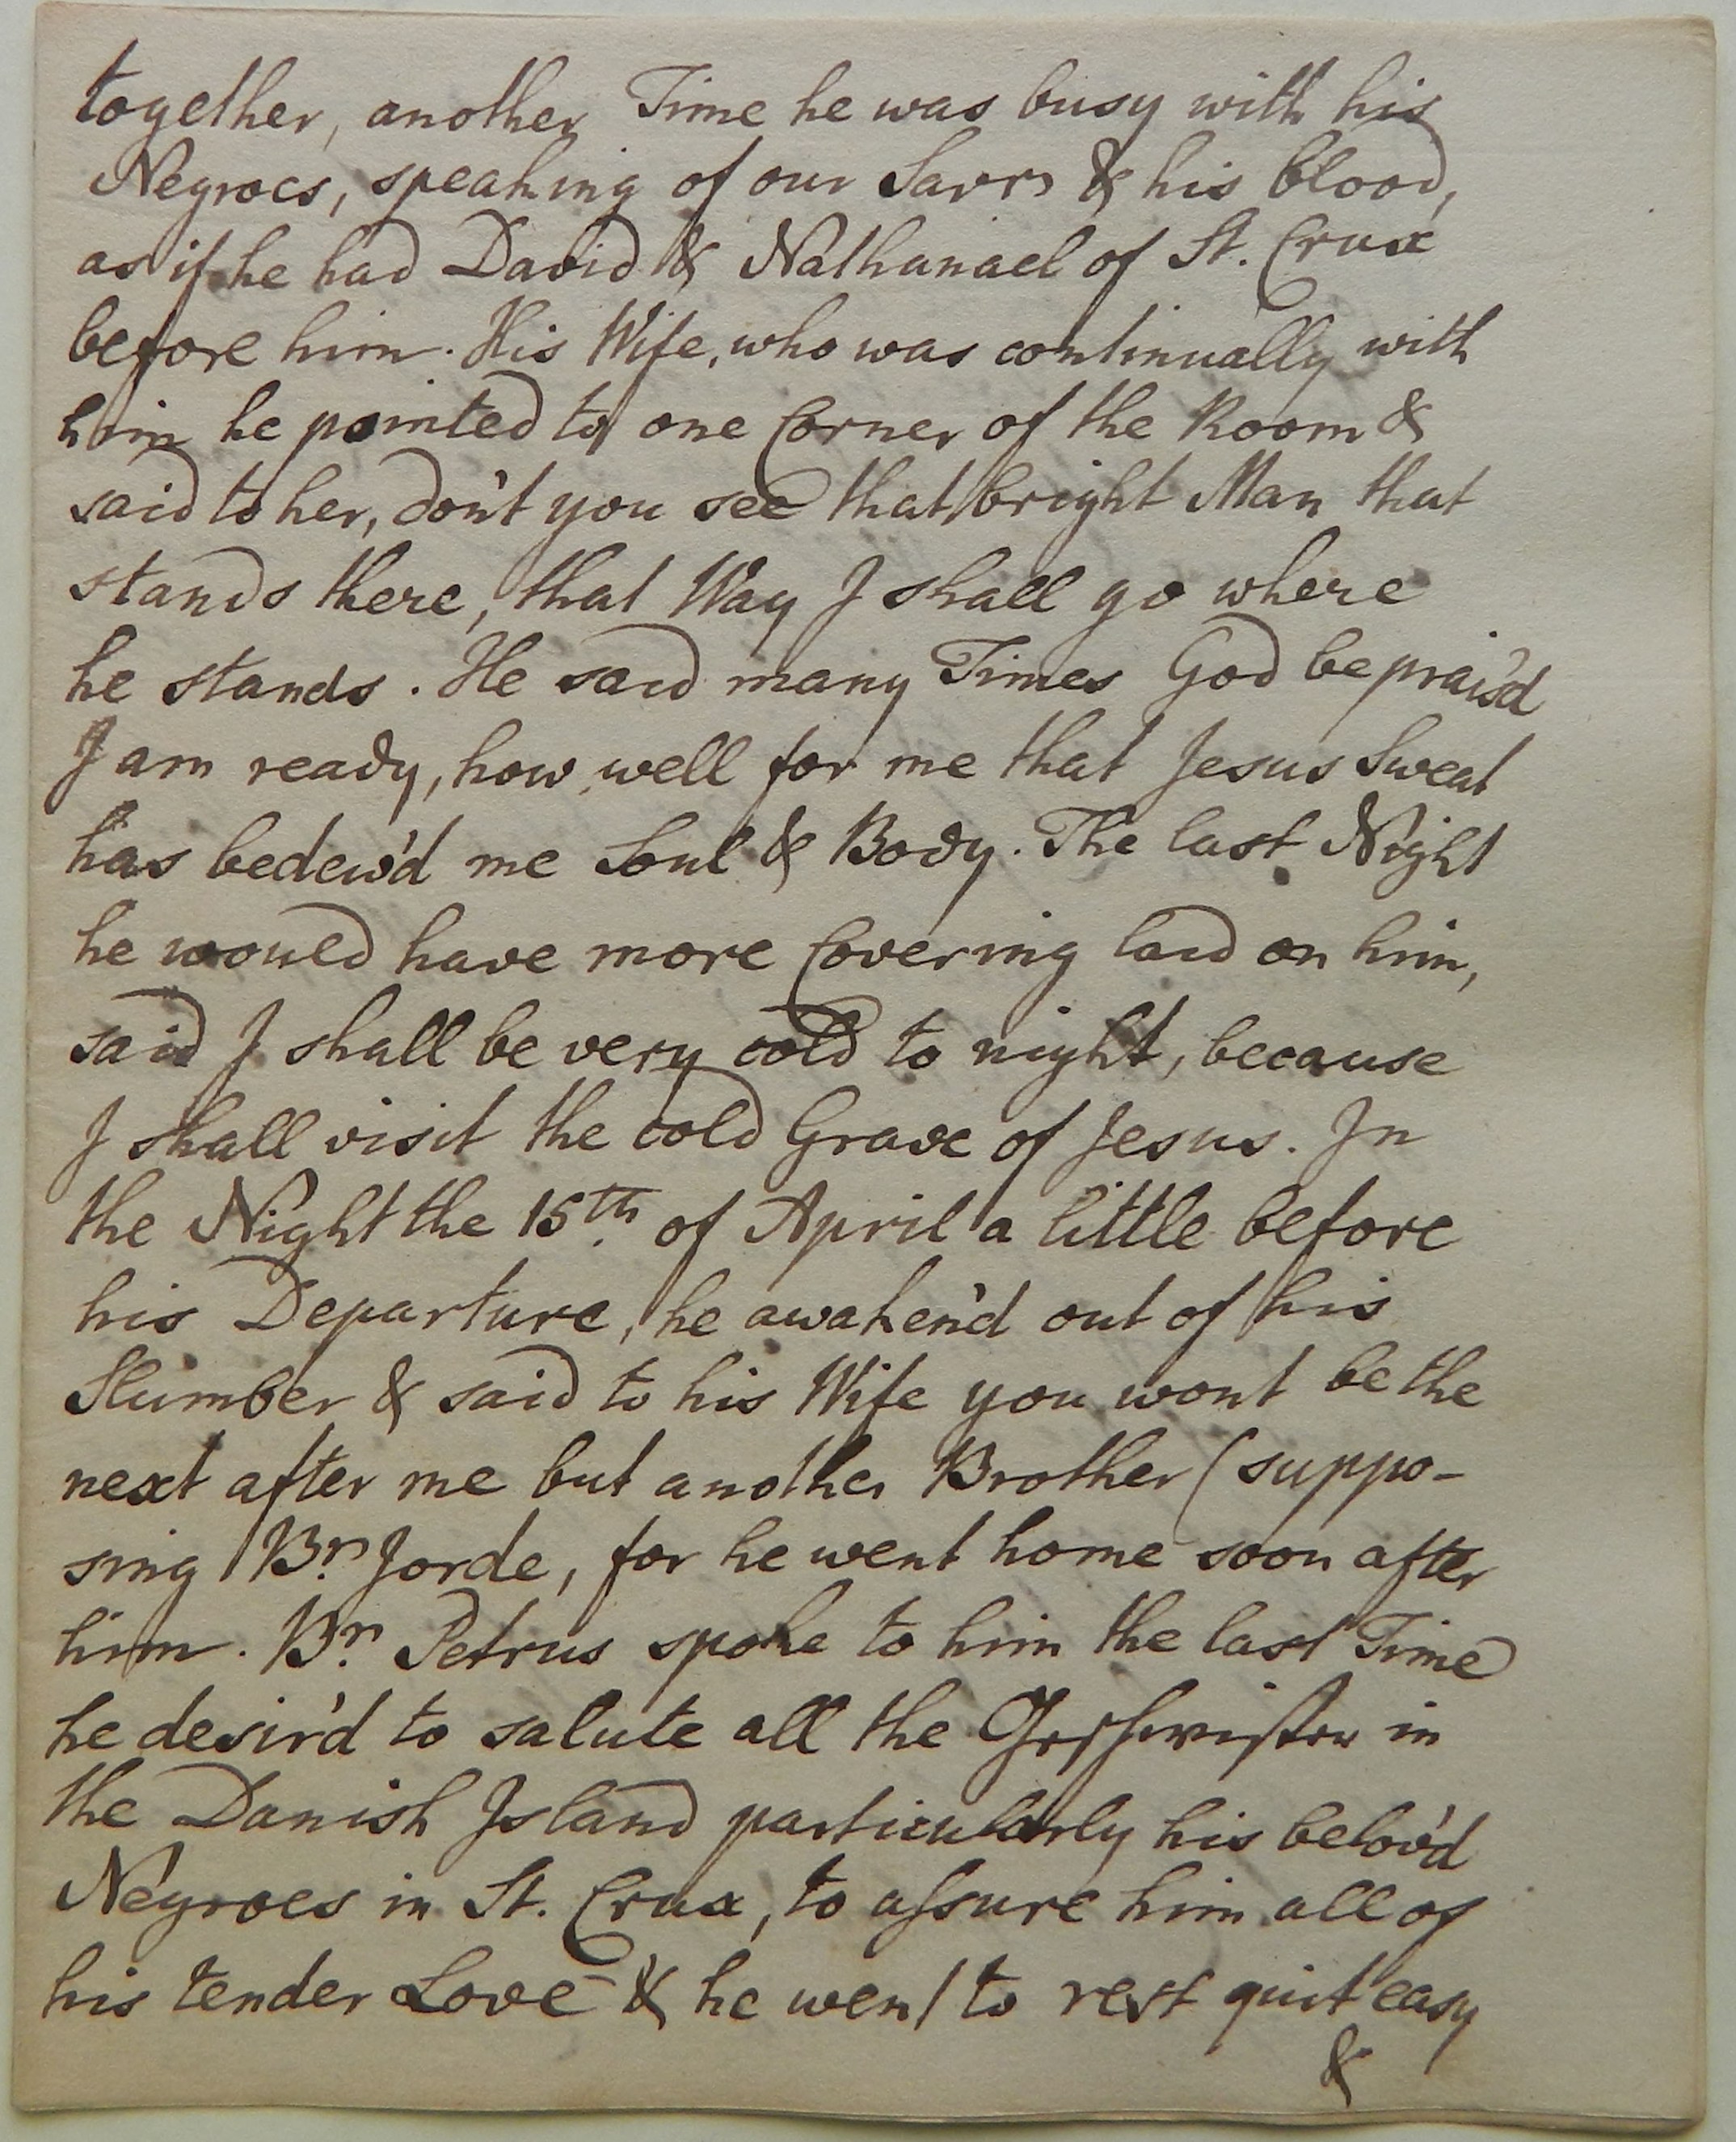 together, another Time he was busy with his
Negroes, speaking of our Savrs & his blood,
as if he had David & Nathanael of St. Crux
before him. His Wife, who was continually with
him he pointed to one Corner of the Room &
said to her, don't you see that bright Man that
stands there, that Way I shall go where
he stands. He said many Times God be prais'd
I am ready, how well for me that Jesus Sweat
has bedew'd me Soul & Body. The last Night
he would have more Covering laid on him,
said I shall be very cold to night, because
I shall visit the cold Grave of Jesus. In
the Night the 15th. of April a little before
his Departure, he awaken'd out of his
Slumber & said to his Wife you wont be the
next after me but another Brother (suppo-
sing Br. Jorde, for he went home soon after
him. Br. Petrus spoke to him the last Time
he desir'd to salute all the Geschwister in
the Danish Island particularly his belov'd
Negroes in St. Crux, to assure him all of
his tender Love & he went to rest quit easy
&